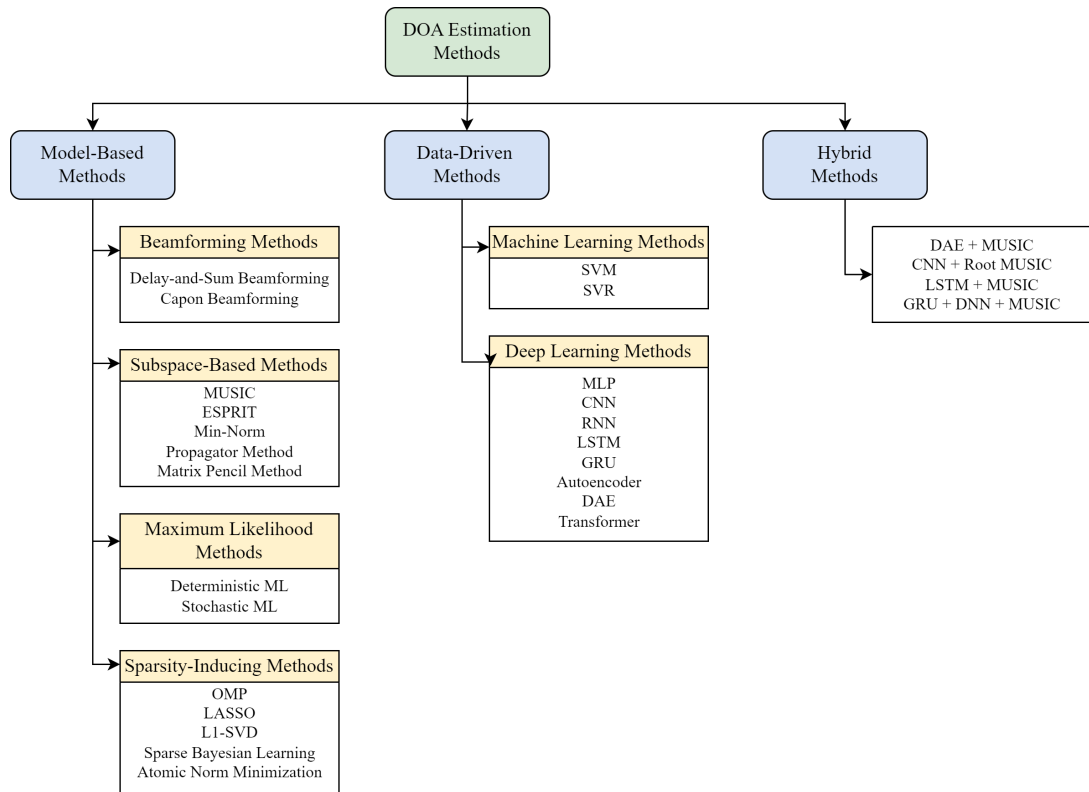 DOA Estimation
Methods
Model-Based
Methods
Data-Driven
Methods
Hybrid
Methods
Beamforming Methods
Delay-and-Sum Beamforming
Capon Beamforming
Subspace-Based Methods
MUSIC
ESPRIT
Min-Norm
Propagator Method
Matrix Pencil Method
Maximum Likelihood
Methods
Deterministic ML
Stochastic ML
Sparsity-Inducing Methods
OMP
LASSO
L1-SVD
Sparse Bayesian Learning
Atomic Norm Minimization
Machine Learning Methods
SVM
SVR
Deep Learning Methods
MLP
CNN
RNN
LSTM
GRU
Autoencoder
DAE
Transformer
DAE + MUSIC
CNN + Root MUSIC
LSTM + MUSIC
GRU + DNN + MUSIC